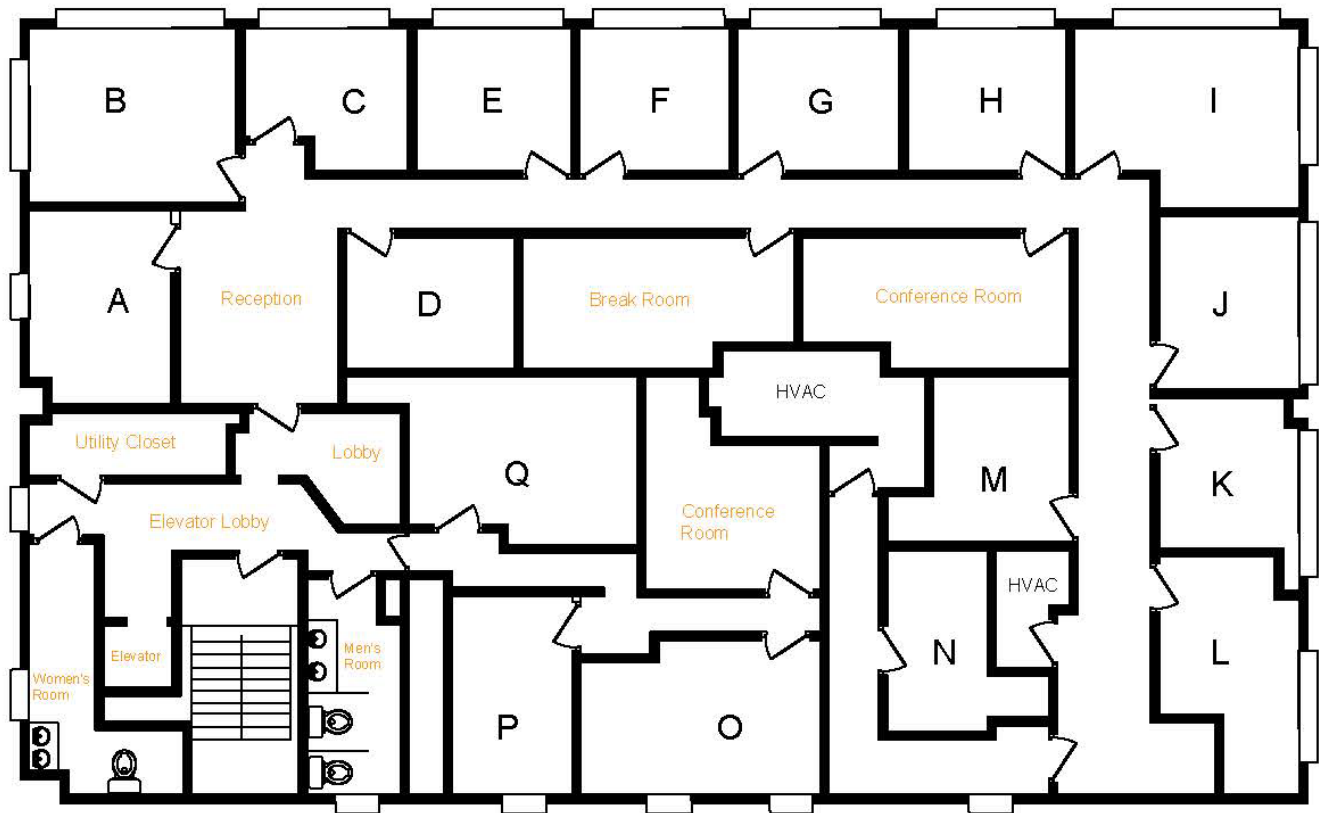 B
C
E
F
G
H
I
A
Reception
D
Break Room
Conference Room
J
HVAC
Utility Closet
Lobby
Q
M
K
Elevator Lobby
Conference
Room
HVAC
Elevator
Men's
Room
N
L
Women's
Room
P
O